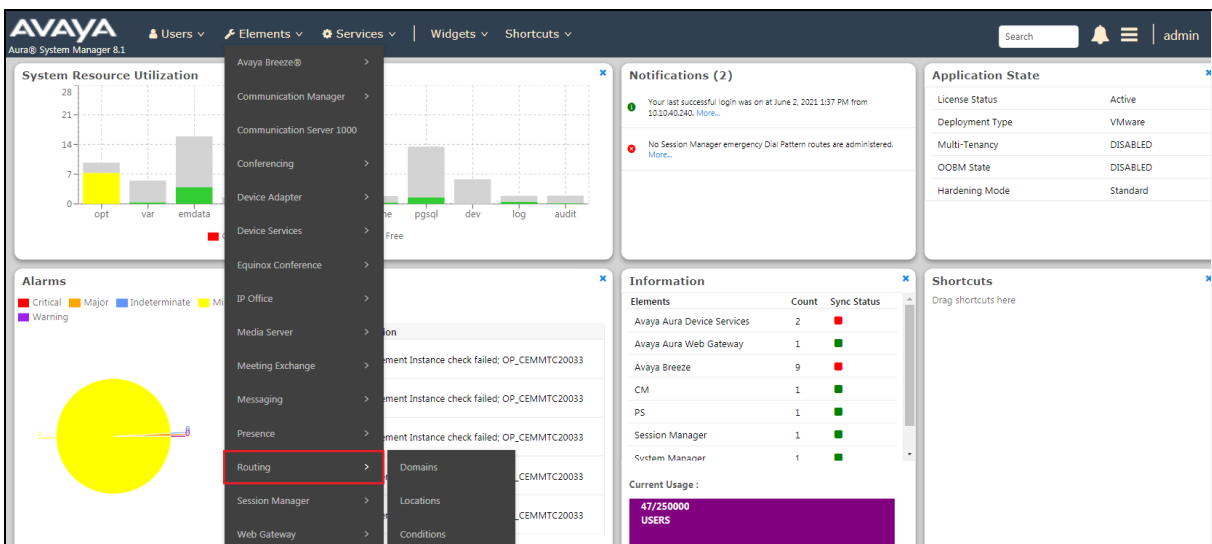 AVAYA
Aura® System Manager 8.1
Users
Elements
Services
Widgets
Shortcuts
Search
admin
System Resource Utilization
28
21
14
7
0
opt
var
emdata
pgsql
dev
log
audit
Free
Avaya Breeze®
Communication Manager
Communication Server 1000
Conferencing
Device Adapter
Device Services
Equinox Conference
IP Office
Media Server
Meeting Exchange
Messaging
Presence
Routing
Session Manager
Web Gateway
Domains
Locations
Conditions
Notifications (2)
Your last successful login was on at June 2, 2021 1:37 PM from
10.10.40.240. More...
No Session Manager emergency Dial Pattern routes are administered.
More...
Application State
License Status Active
Deployment Type VMware
Multi-Tenancy DISABLED
OOBM State DISABLED
Hardening Mode Standard
Alarms
Critical Major Indeterminate Mi
Warning
ion
ement Instance check failed; OP_CEMMTC20033
ement Instance check failed; OP_CEMMTC20033
ement Instance check failed; OP_CEMMTC20033
_CEMMTC20033
_CEMMTC20033
Information
Elements Count Sync Status
Avaya Aura Device Services 2
Avaya Aura Web Gateway 1
Avaya Breeze 9
CM 1
PS 1
Session Manager 1
System Manager 1
Current Usage :
47/250000
USERS
Shortcuts
Drag shortcuts here